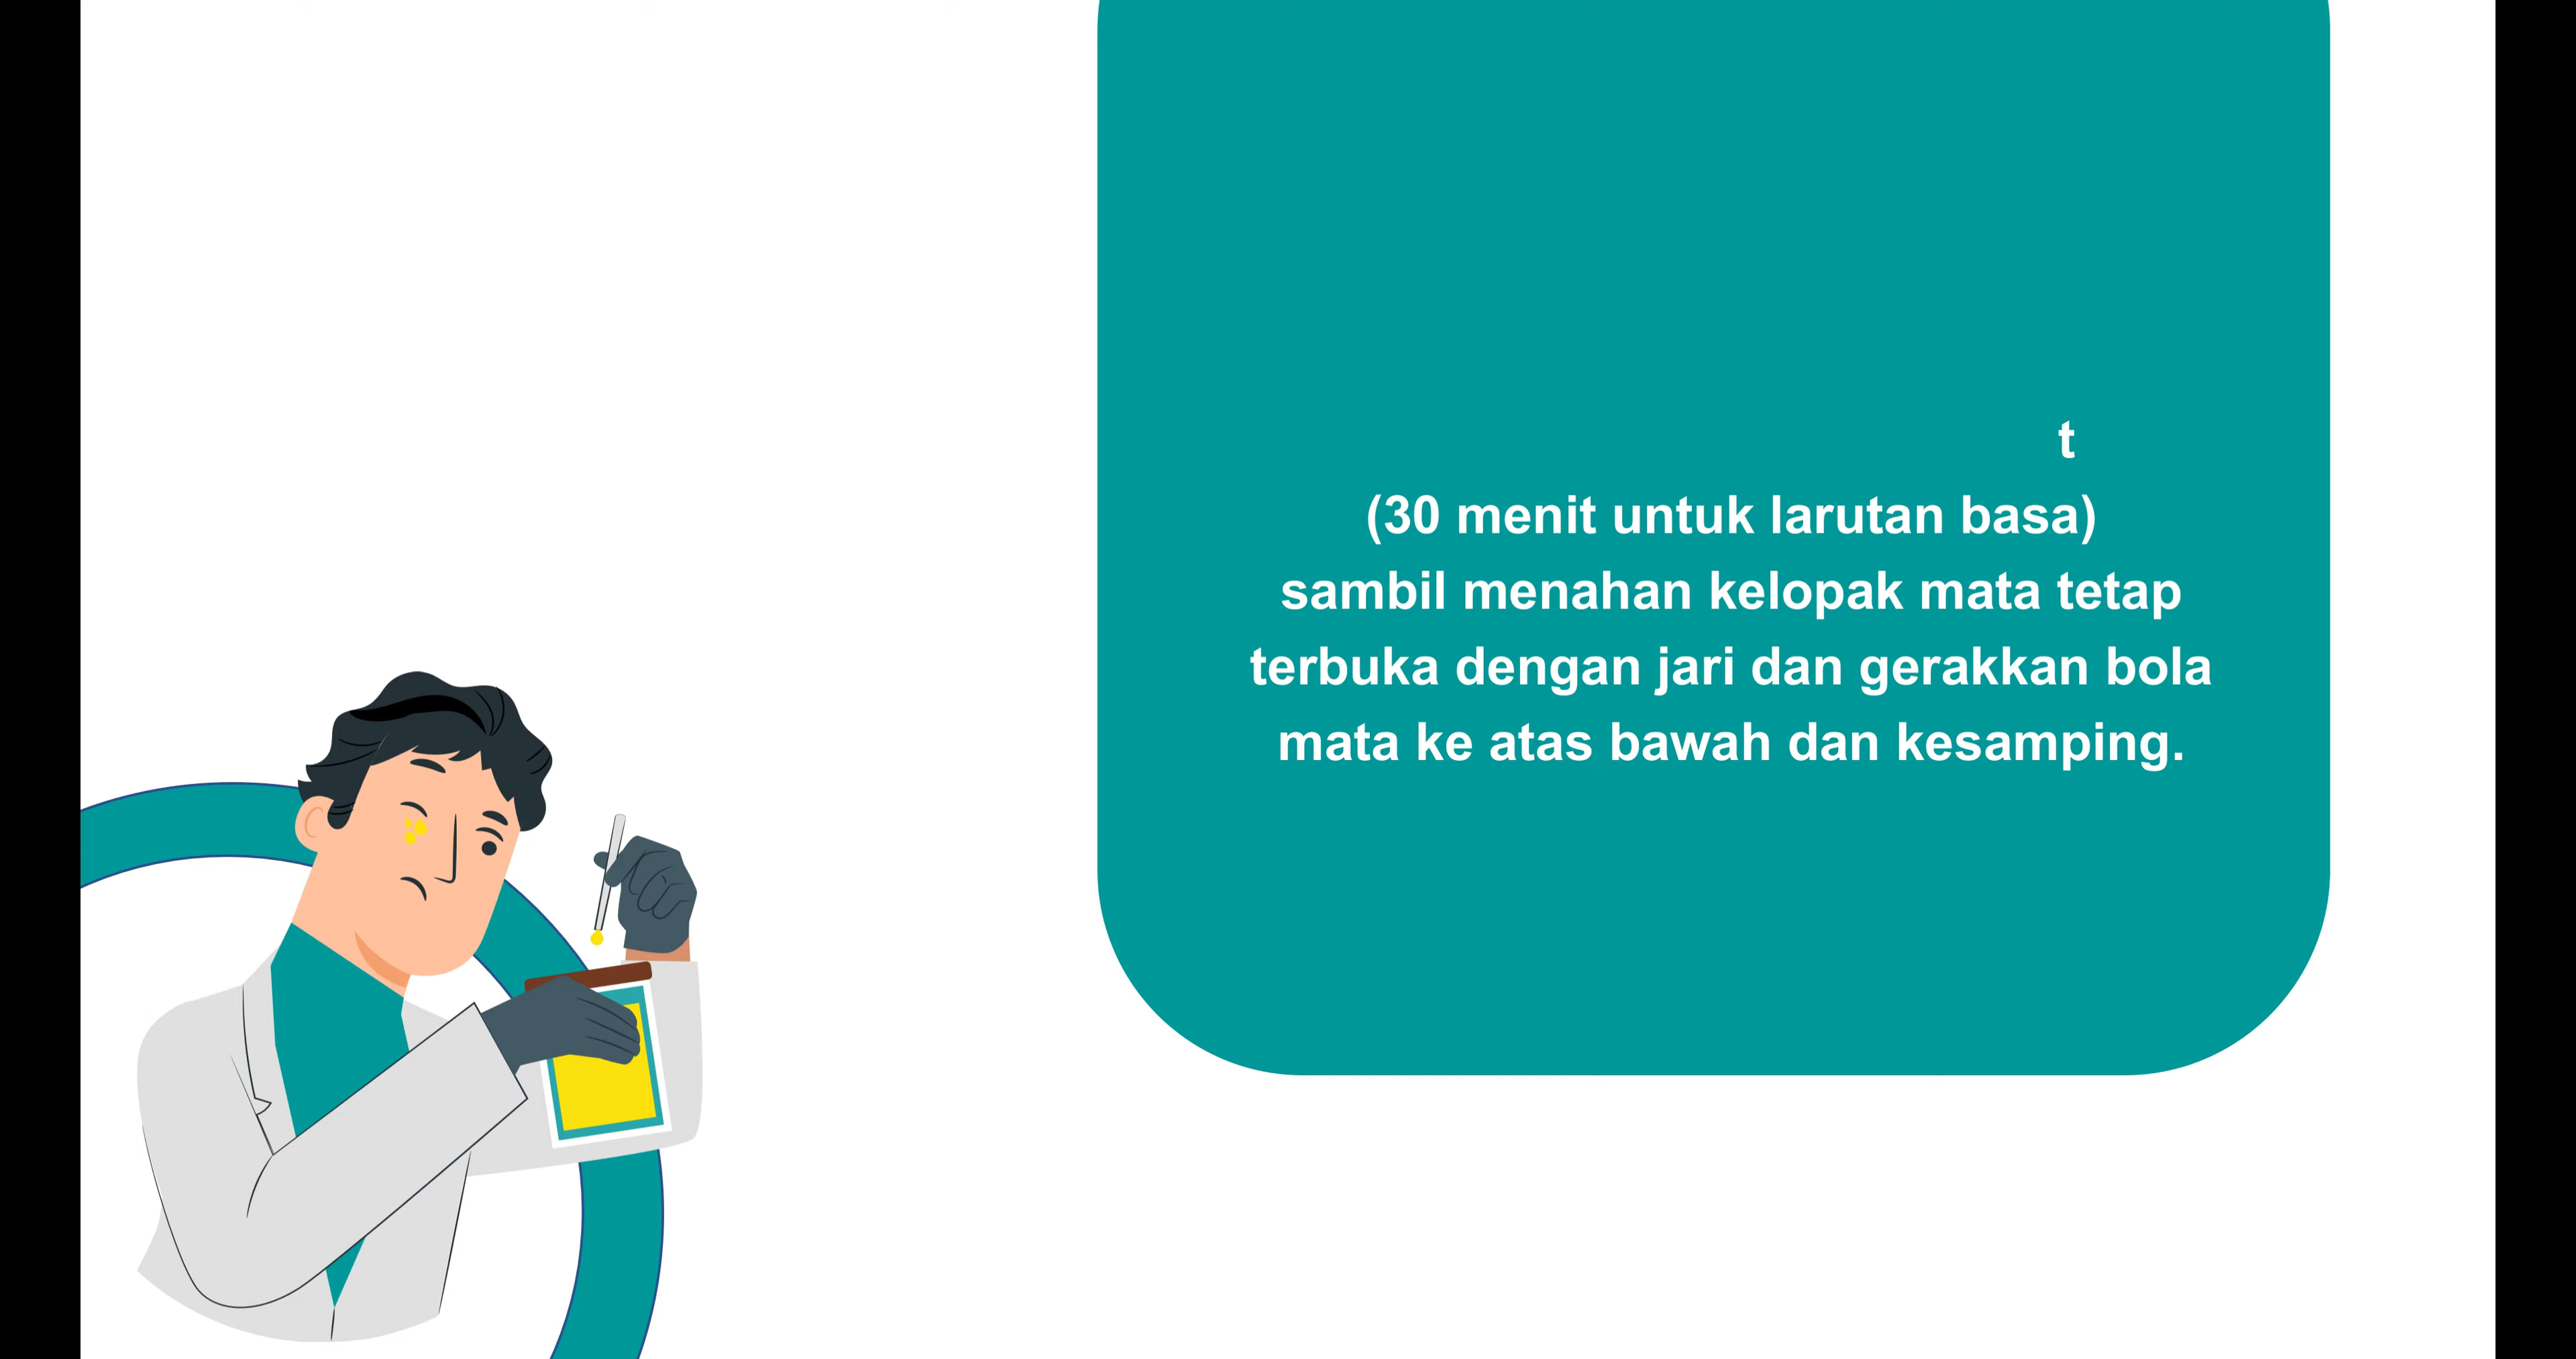 t
(30 menit untuk larutan basa)
sambil menahan kelopak mata tetap
terbuka dengan jari dan gerakkan bola
mata ke atas bawah dan kesamping.